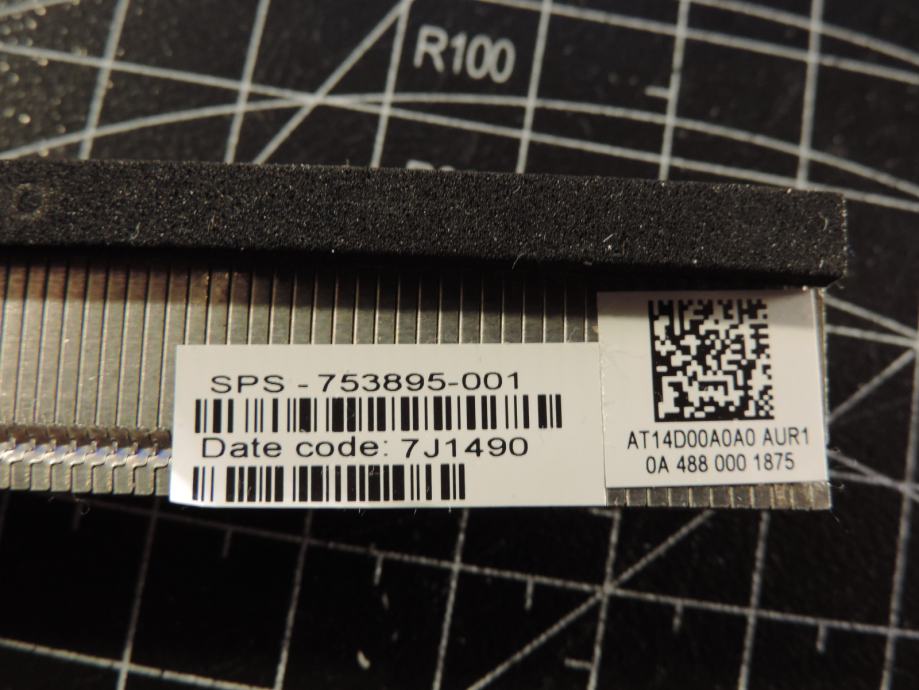 R100
SPS - 753895-001
Date code: 7J1490
AT14D00A0A0 AUR1
0A 488 000 1875